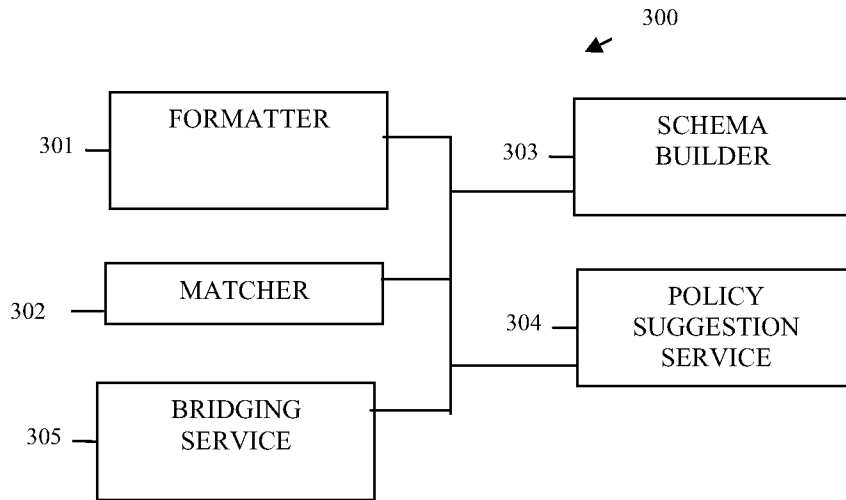 300
FORMATTER
301
SCHEMA
BUILDER
303
MATCHER
302
POLICY
SUGGESTION
SERVICE
304
BRIDGING
SERVICE
305